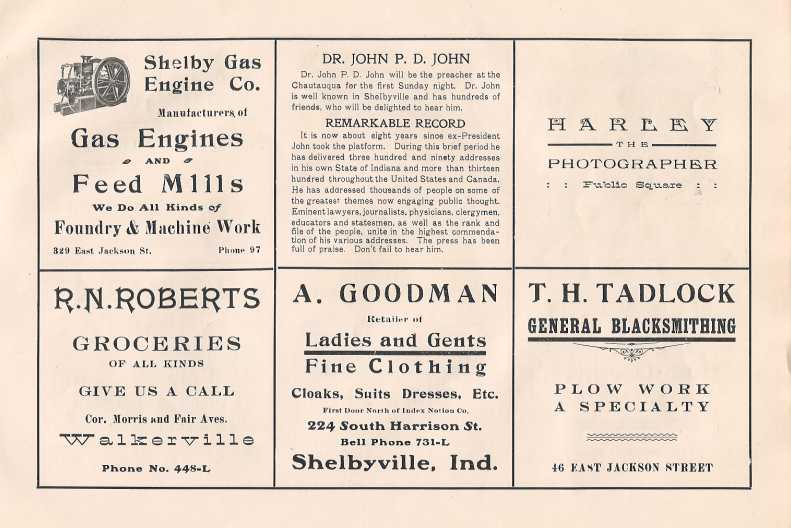 Shelby Gas
Engine Co.
Manufacturers of
Gas Engines
AND
Feed M1lls
We Do All Kinds of
Foundry & Machine Work
329 East Jackson St. Phone 97
DR. JOHN P. D. JOHN
Dr. John P. D. John will be the preacher at the
Chautauqua for the first Sunday night. Dr. John
is well known in Shelbyville and has hundreds of
friends, who will be delighted to hear him.
REMARKABLE RECORD
It is now about eight years since ex-President
John took the platform. During this brief period he
has delivered three hundred and ninety addresses
in his own State of Indiana and more than thirteen
hundred throughout the United States and Canada.
He has addressed thousands of people on some of
the greatest themes now engaging public thought.
Eminent lawyers, journalists, physicians, clergymen,
educators and statesmen, as well as the rank and
file of the people, unite in the highest commenda-
tion of his various addresses. The press has been
full of praise. Don't fail to hear him.
HARLEY
THE
PHOTOGRAPHER
: : Public Square : :
R.N.ROBERTS
GROCERIES
OF ALL KINDS
GIVE US A CALL
Cor. Morris and Fair Aves.
Walkerville
Phone No. 448-L
A. GOODMAN
Retailer of
Ladies and Gents
Fine Clothing
Cloaks, Suits Dresses, Etc.
First Door North of Index Notion Co.
224 South Harrison St.
Bell Phone 731-L
Shelbyville, Ind.
T. H. TADLOCK
GENERAL BLACKSMITHING
PLOW WORK
A SPECIALTY
46 EAST JACKSON STREET